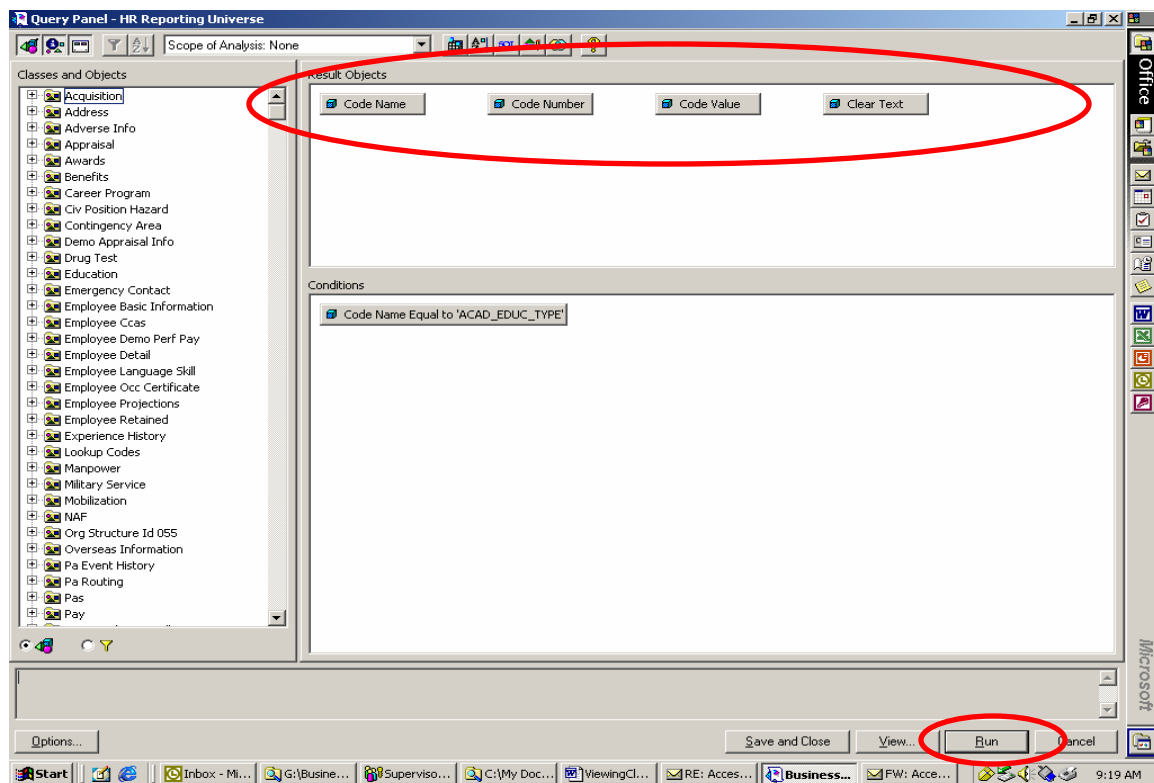 Query Panel - HR Reporting Universe
Scope of Analysis: None
Classes and Objects
Acquisition
Address
Adverse Info
Appraisal
Awards
Benefits
Career Program
Civ Position Hazard
Contingency Area
Demo Appraisal Info
Drug Test
Education
Emergency Contact
Employee Basic Information
Employee Ccas
Employee Demo Perf Pay
Employee Detail
Employee Language Skill
Employee Occ Certificate
Employee Projections
Employee Retained
Experience History
Lookup Codes
Manpower
Military Service
Mobilization
NAF
Org Structure Id 055
Overseas Information
Pa Event History
Pa Routing
Pas
Pay
Result Objects
Code Name Code Number Code Value Clear Text
Conditions
Code Name Equal to 'ACAD_EDUC_TYPE'
Options... Save and Close View... Run Cancel
Office
Microsoft
Start Inbox - Mi... G:\Busine... Superviso... C:\My Doc... ViewingCl... RE: Acces... Business... FW: Acce... 9:19 AM